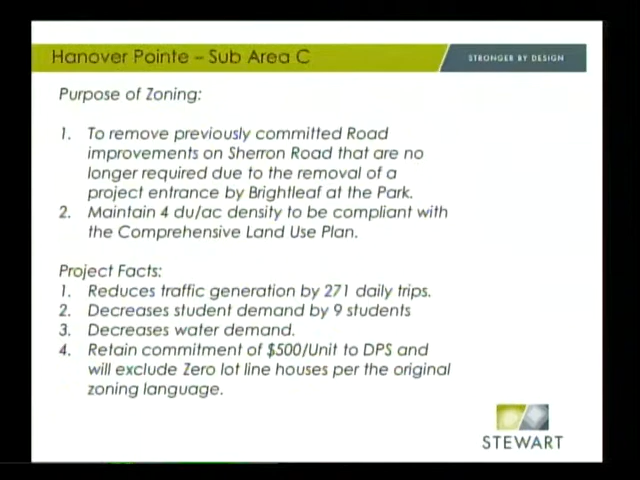 Hanover Pointe – Sub Area C
STRONGER BY DESIGN
Purpose of Zoning:
1. To remove previously committed Road
improvements on Sherron Road that are no
longer required due to the removal of a
project entrance by Brightleaf at the Park.
2. Maintain 4 du/ac density to be compliant with
the Comprehensive Land Use Plan.
Project Facts:
1. Reduces traffic generation by 271 daily trips.
2. Decreases student demand by 9 students
3. Decreases water demand.
4. Retain commitment of $500/Unit to DPS and
will exclude Zero lot line houses per the original
zoning language.
STEWART